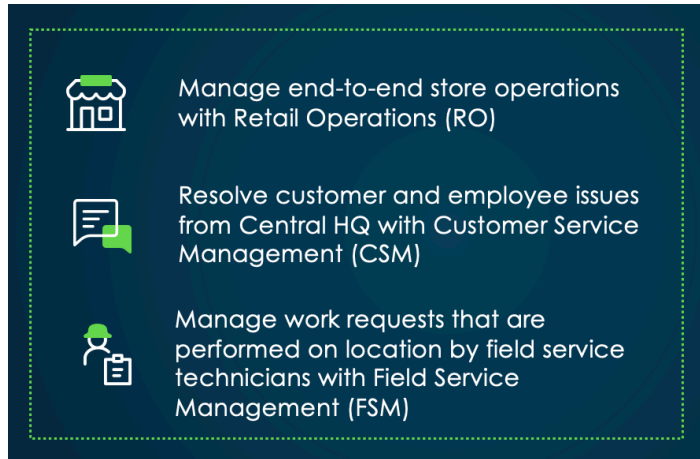 Manage end-to-end store operations
with Retail Operations (RO)
Resolve customer and employee issues
from Central HQ with Customer Service
Management (CSM)
Manage work requests that are
performed on location by field service
technicians with Field Service
Management (FSM)